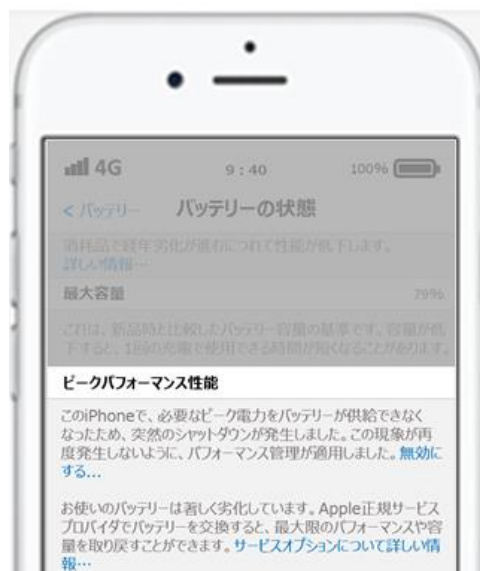 4G 9:40 100%
< バッテリー バッテリーの状態
消耗品で経年劣化が進むにつれて性能が低下します。
詳しい情報…
最大容量 79%
これは、新品時と比較したバッテリー容量の基準です。容量が低
下すると、1回の充電で使用できる時間が短くなることがあります。
ピークパフォーマンス性能
このiPhoneで、必要なピーク電力をバッテリーが供給できなく
なったため、突然のシャットダウンが発生しました。この現象が再
度発生しないように、パフォーマンス管理が適用しました。無効に
する...
お使いのバッテリーは著しく劣化しています。Apple正規サービス
プロバイダでバッテリーを交換すると、最大限のパフォーマンスや容
量を取り戻すことができます。サービスオプションについて詳しい情
報…